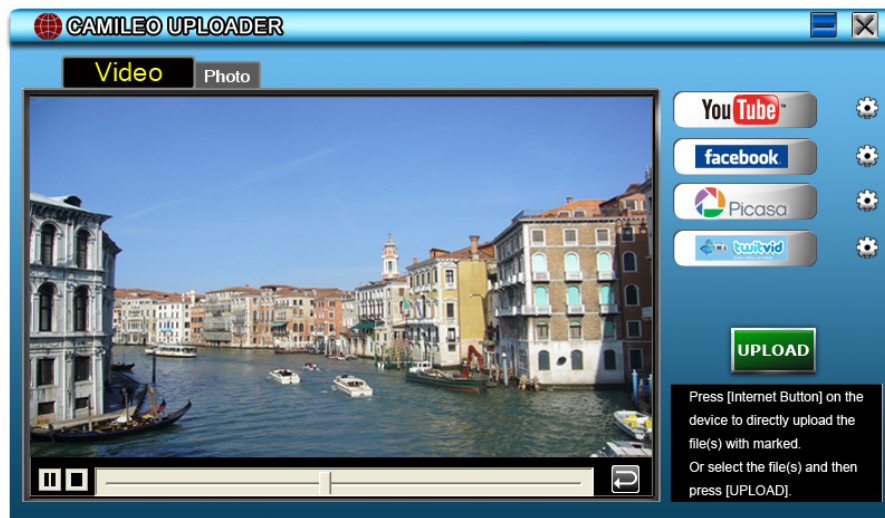 CAMILEO UPLOADER
Video
Photo
YouTube™
facebook.
Picasa
twitvid
UPLOAD
Press [Internet Button] on the
device to directly upload the
file(s) with marked.
Or select the file(s) and then
press [UPLOAD].